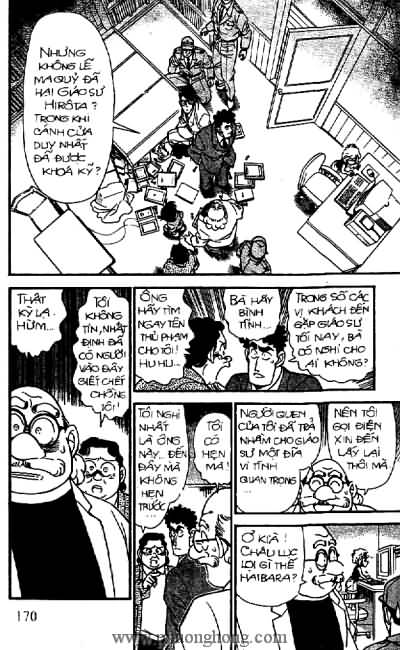 NHƯNG
KHÔNG LẼ
MA QUỶ ĐÃ
HẠI GIÁO SƯ
HIROTA?
TRONG KHI
CÁNH CỬA
DUY NHẤT
ĐÃ ĐƯỢC
KHOÁ KỸ?
TRONG SỐ CÁC
VỊ KHÁCH ĐẾN
GẶP GIÁO SƯ
TỐI NAY, BÀ
CÓ NGHI CHO
AI KHÔNG?
BÀ HÃY
BÌNH
TĨNH...
ÔNG
HÃY TÌM
NGAY TÊN
THỦ PHẠM
CHO TÔI!
HU HU...
TÔI
KHÔNG
TIN, NHẤT
ĐỊNH ĐÃ
CÓ NGƯỜI
VÀO ĐÂY
GIẾT CHẾT
CHỒNG
TÔI!
THẬT
KỲ LẠ
HỪM...
NÊN TÔI
GỌI ĐIỆN
XIN ĐẾN
LẤY LẠI
THÔI MÀ
NGƯỜI QUEN
CỦA TÔI ĐÃ TRẢ
NHẦM CHO GIÁO
SƯ MỘT ĐĨA
VI TÍNH
QUAN TRỌNG
...
TÔI
CÓ
HẸN
MÀ!
TÔI NGHI
NHẤT
LÀ ÔNG
NÀY... ĐẾN
ĐÂY MÀ
KHÔNG
HẸN
TRƯỚC
...
Ơ KÌA!
CHÁU LỤC
LỌI GÌ THẾ
HAIBARA?
170